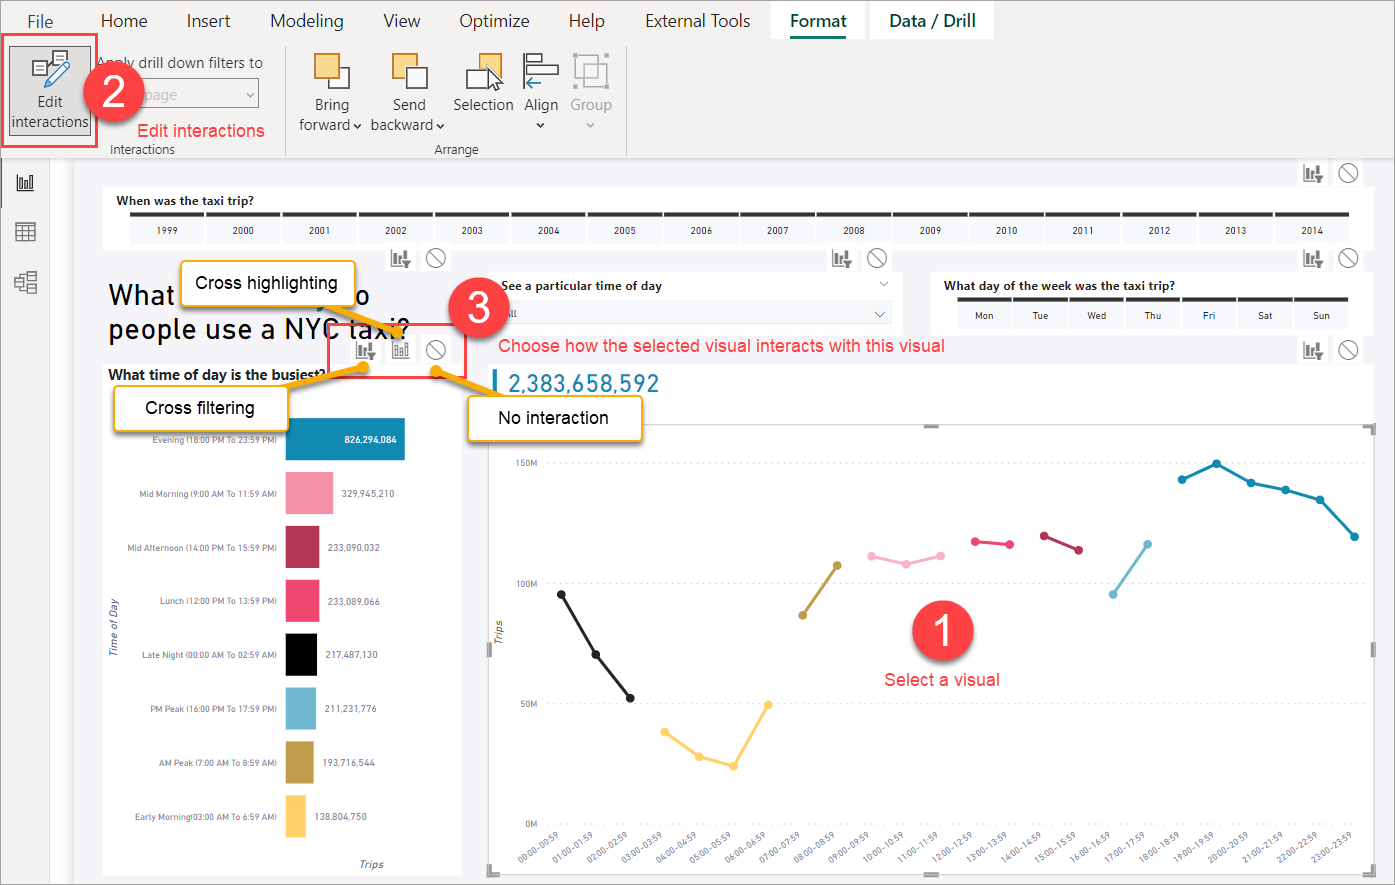 File Home Insert Modeling View Optimize Help External Tools Format Data / Drill
Edit
interactions
2
Apply drill down filters to
page
Edit interactions
Interactions
Bring
forward
Send
backward
Selection
Align
Group
Arrange
When was the taxi trip?
1999 2000 2001 2002 2003 2004 2005 2006 2007 2008 2009 2010 2011 2012 2013 2014
What
o
people use a NYC taxi?
Cross highlighting
3
See a particular time of day
All
What day of the week was the taxi trip?
Mon Tue Wed Thu Fri Sat Sun
Choose how the selected visual interacts with this visual
What time of day is the busiest?
Cross filtering
No interaction
2,383,658,592
Time of Day
Evening (18:00 PM To 23:59 PM) 826,294,084
Mid Morning (9:00 AM To 11:59 AM) 329,945,210
Mid Afternoon (14:00 PM To 15:59 PM) 233,090,032
Lunch (12:00 PM To 13:59 PM) 233,089,066
Late Night (00:00 AM To 02:59 AM) 217,487,130
PM Peak (16:00 PM To 17:59 PM) 211,231,776
AM Peak (7:00 AM To 8:59 AM) 193,716,544
Early Morning(03:00 AM To 6:59 AM) 138,804,750
Trips
150M
100M
50M
0M
Trips
1
Select a visual
00:00-00:59 01:00-01:59 02:00-02:59 03:00-03:59 04:00-04:59 05:00-05:59 06:00-06:59 07:00-07:59 08:00-08:59 09:00-09:59 10:00-10:59 11:00-11:59 12:00-12:59 13:00-13:59 14:00-14:59 15:00-15:59 16:00-16:59 17:00-17:59 18:00-18:59 19:00-19:59 20:00-20:59 21:00-21:59 22:00-22:59 23:00-23:59